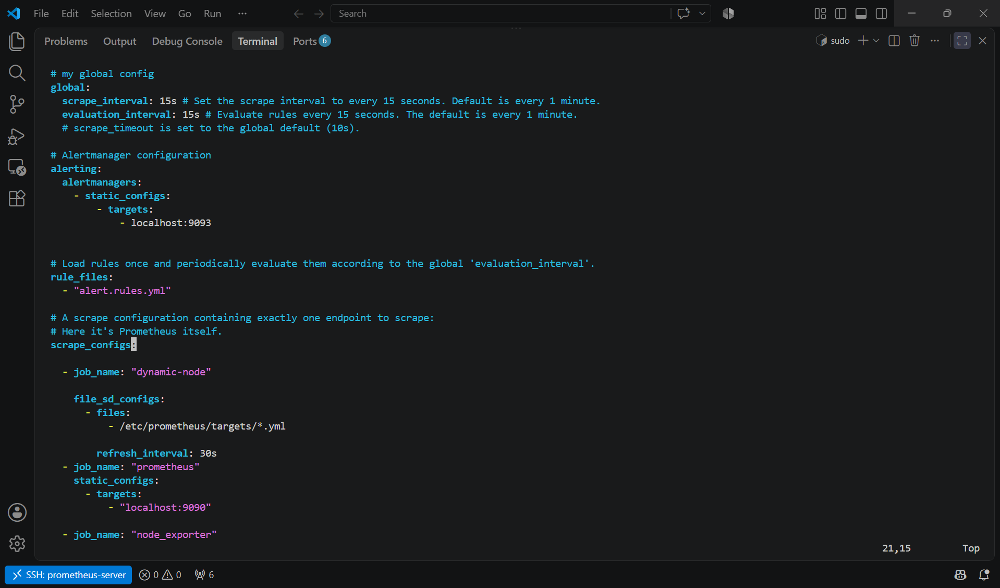 File Edit Selection View Go Run ··· Search
Problems Output Debug Console Terminal Ports 6 sudo
# my global config
global:
  scrape_interval: 15s # Set the scrape interval to every 15 seconds. Default is every 1 minute.
  evaluation_interval: 15s # Evaluate rules every 15 seconds. The default is every 1 minute.
  # scrape_timeout is set to the global default (10s).
# Alertmanager configuration
alerting:
  alertmanagers:
    - static_configs:
        - targets:
            - localhost:9093
# Load rules once and periodically evaluate them according to the global 'evaluation_interval'.
rule_files:
  - "alert.rules.yml"
# A scrape configuration containing exactly one endpoint to scrape:
# Here it's Prometheus itself.
scrape_configs:
  - job_name: "dynamic-node"
    file_sd_configs:
      - files:
          - /etc/prometheus/targets/*.yml
        refresh_interval: 30s
  - job_name: "prometheus"
    static_configs:
      - targets:
          - "localhost:9090"
  - job_name: "node_exporter"
21,15 Top
SSH: prometheus-server 0 0 6